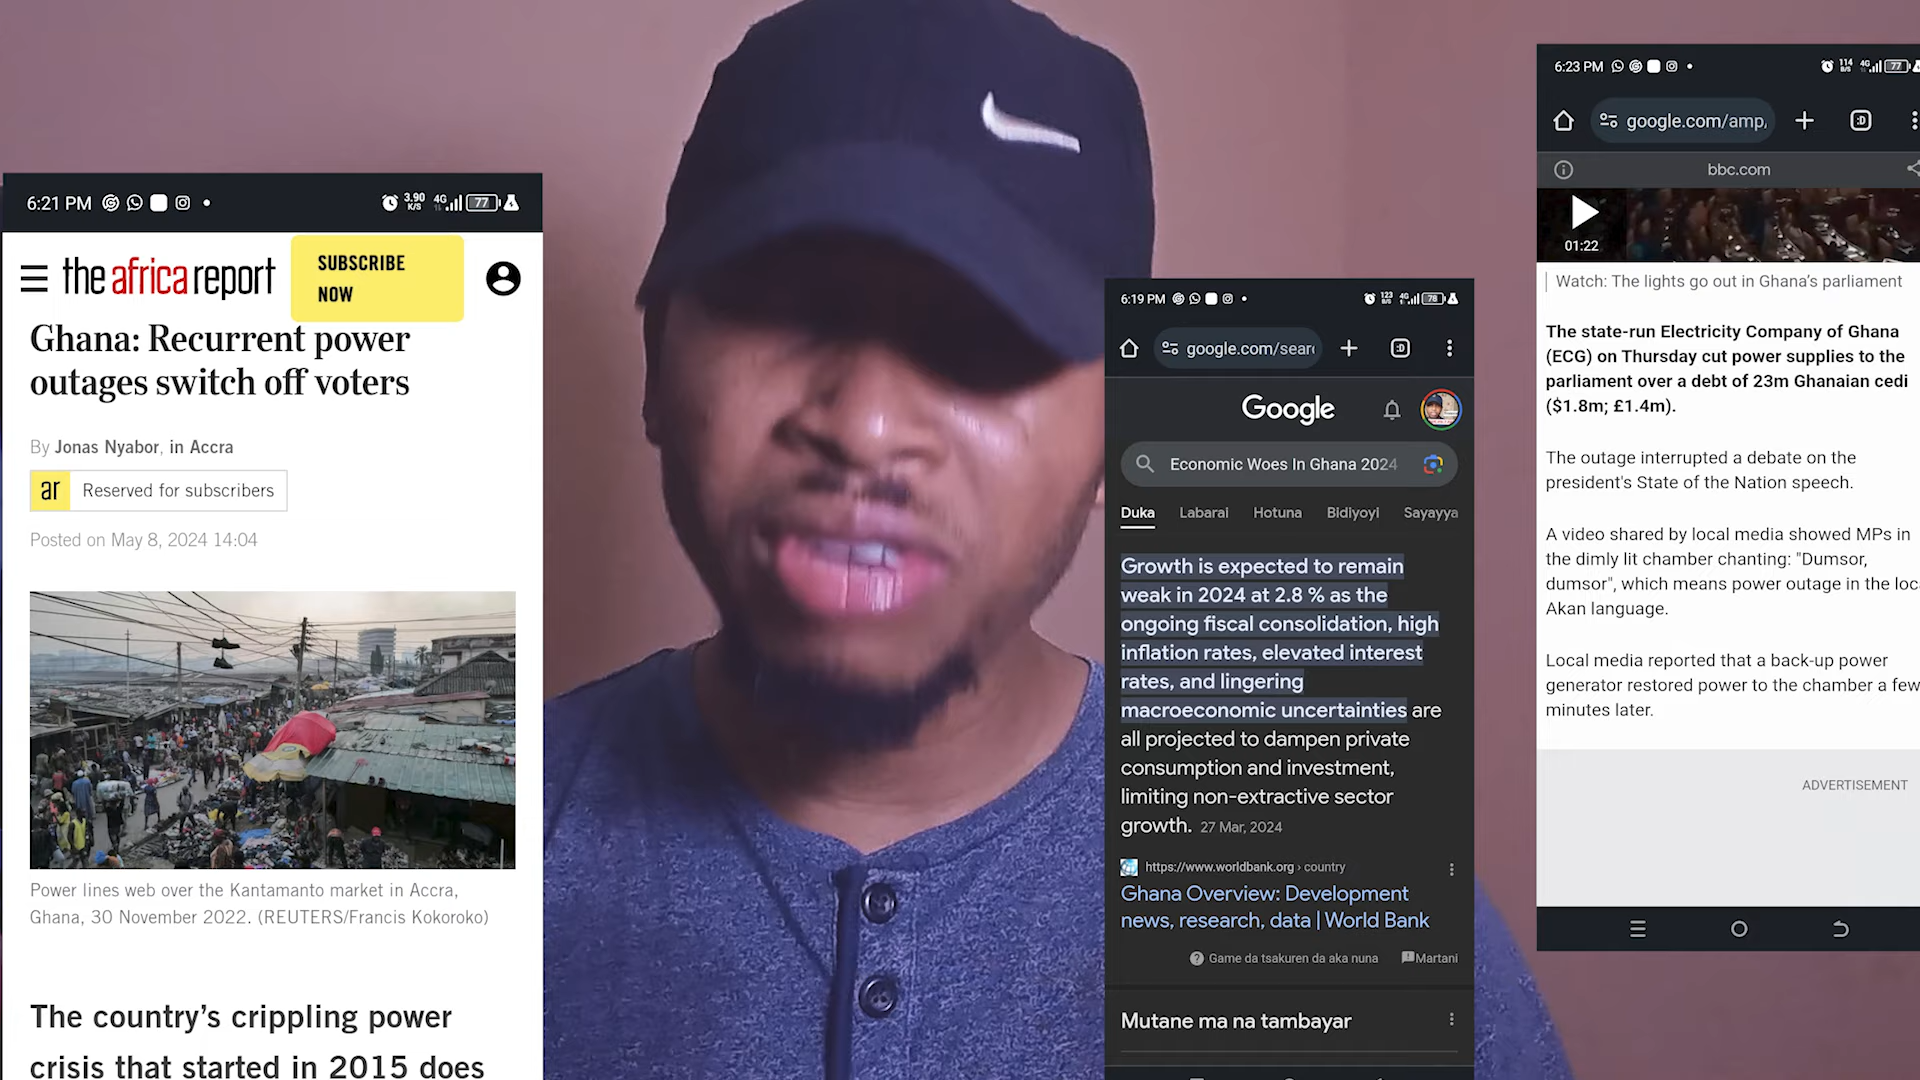 6:21 PM
3.90
K/S
4G
77
the africa report
SUBSCRIBE
NOW
Ghana: Recurrent power
outages switch off voters
By Jonas Nyabor, in Accra
ar Reserved for subscribers
Posted on May 8, 2024 14:04
Power lines web over the Kantamanto market in Accra,
Ghana, 30 November 2022. (REUTERS/Francis Kokoroko)
The country’s crippling power
crisis that started in 2015 does
6:19 PM
123
B/S
4G
78
google.com/sear
:D
Google
Economic Woes In Ghana 2024
Duka Labarai Hotuna Bidiyoyi Sayayya
Growth is expected to remain
weak in 2024 at 2.8 % as the
ongoing fiscal consolidation, high
inflation rates, elevated interest
rates, and lingering
macroeconomic uncertainties are
all projected to dampen private
consumption and investment,
limiting non-extractive sector
growth. 27 Mar, 2024
https://www.worldbank.org › country
Ghana Overview: Development
news, research, data | World Bank
Game da tsakuren da aka nuna Martani
Mutane ma na tambayar
6:23 PM
114
B/S
4G
77
google.com/amp
:D
bbc.com
01:22
Watch: The lights go out in Ghana’s parliament
The state-run Electricity Company of Ghana
(ECG) on Thursday cut power supplies to the
parliament over a debt of 23m Ghanaian cedi
($1.8m; £1.4m).
The outage interrupted a debate on the
president's State of the Nation speech.
A video shared by local media showed MPs in
the dimly lit chamber chanting: "Dumsor,
dumsor", which means power outage in the loc
Akan language.
Local media reported that a back-up power
generator restored power to the chamber a few
minutes later.
ADVERTISEMENT